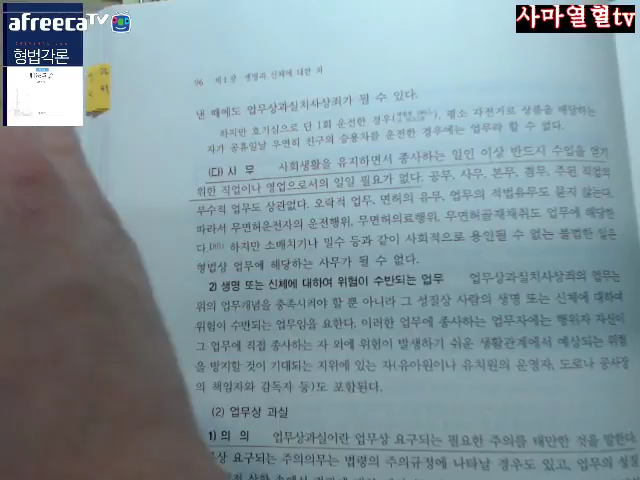 afreecaTV
사마열혈tv
형법각론
96 제1장 생명과 신체에 대한 죄
낸 때에도 업무상과실치사상죄가 될 수 있다.
하지만 호기심으로 단 1회 운전한 경우 평소 자전거로 상품을 배달하는
자가 공휴일날 우연히 친구의 승용차를 운전한 경우에는 업무라 할 수 없다.
(다) 사 무 사회생활을 유지하면서 종사하는 일인 이상 반드시 수입을 얻기
위한 직업이나 영업으로서의 일일 필요가 없다. 공무, 사무, 본무, 겸무, 주된 직업의
부수적 업무도 상관없다. 오락적 업무, 면허의 유무, 업무의 적법유무도 묻지 않는다.
따라서 무면허운전자의 운전행위, 무면허의료행위, 무면허골재채취도 업무에 해당한
다. 하지만 소매치기나 밀수 등과 같이 사회적으로 용인될 수 없는 불법한 일은
형법상 업무에 해당하는 사무가 될 수 없다.
2) 생명 또는 신체에 대하여 위험이 수반되는 업무 업무상과실치사상죄의 업무는
위의 업무개념을 충족시켜야 할 뿐 아니라 그 성질상 사람의 생명 또는 신체에 대하여
위험이 수반되는 업무임을 요한다. 이러한 업무에 종사하는 업무자에는 행위자 자신이
그 업무에 직접 종사하는 자 외에 위험이 발생하기 쉬운 생활관계에서 예상되는 위험
을 방지할 것이 기대되는 지위에 있는 자(유아원이나 유치원의 운영자, 도로나 공사장
의 책임자와 감독자 등)도 포함된다.
(2) 업무상 과실
1) 의 의 업무상과실이란 업무상 요구되는 필요한 주의를 태만한 것을 말한다.
상 요구되는 주의의무는 법령의 주의규정에 나타날 경우도 있고, 업무의 성질